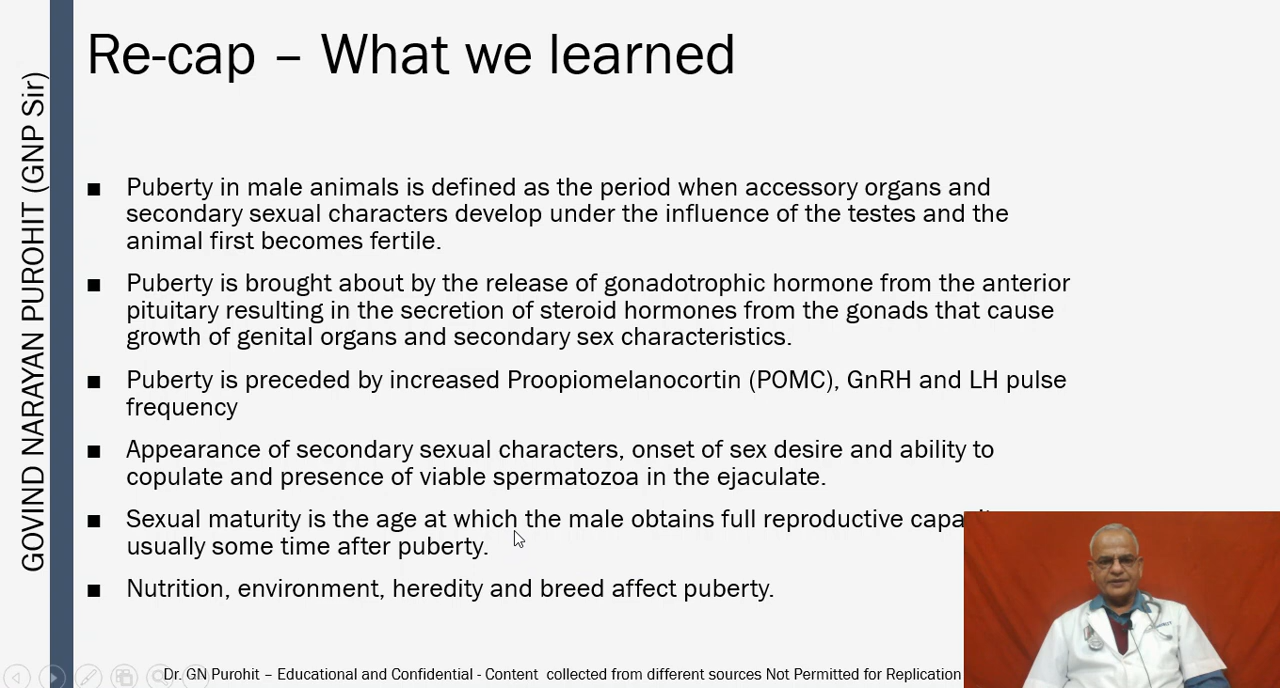 Re-cap – What we learned
GOVIND NARAYAN PUROHIT (GNP Sir)
■ Puberty in male animals is defined as the period when accessory organs and
secondary sexual characters develop under the influence of the testes and the
animal first becomes fertile.
■ Puberty is brought about by the release of gonadotrophic hormone from the anterior
pituitary resulting in the secretion of steroid hormones from the gonads that cause
growth of genital organs and secondary sex characteristics.
■ Puberty is preceded by increased Proopiomelanocortin (POMC), GnRH and LH pulse
frequency
■ Appearance of secondary sexual characters, onset of sex desire and ability to
copulate and presence of viable spermatozoa in the ejaculate.
■ Sexual maturity is the age at which the male obtains full reproductive
usually some time after puberty.
■ Nutrition, environment, heredity and breed affect puberty.
Dr. GN Purohit – Educational and Confidential - Content collected from different sources Not Permitted for Replication